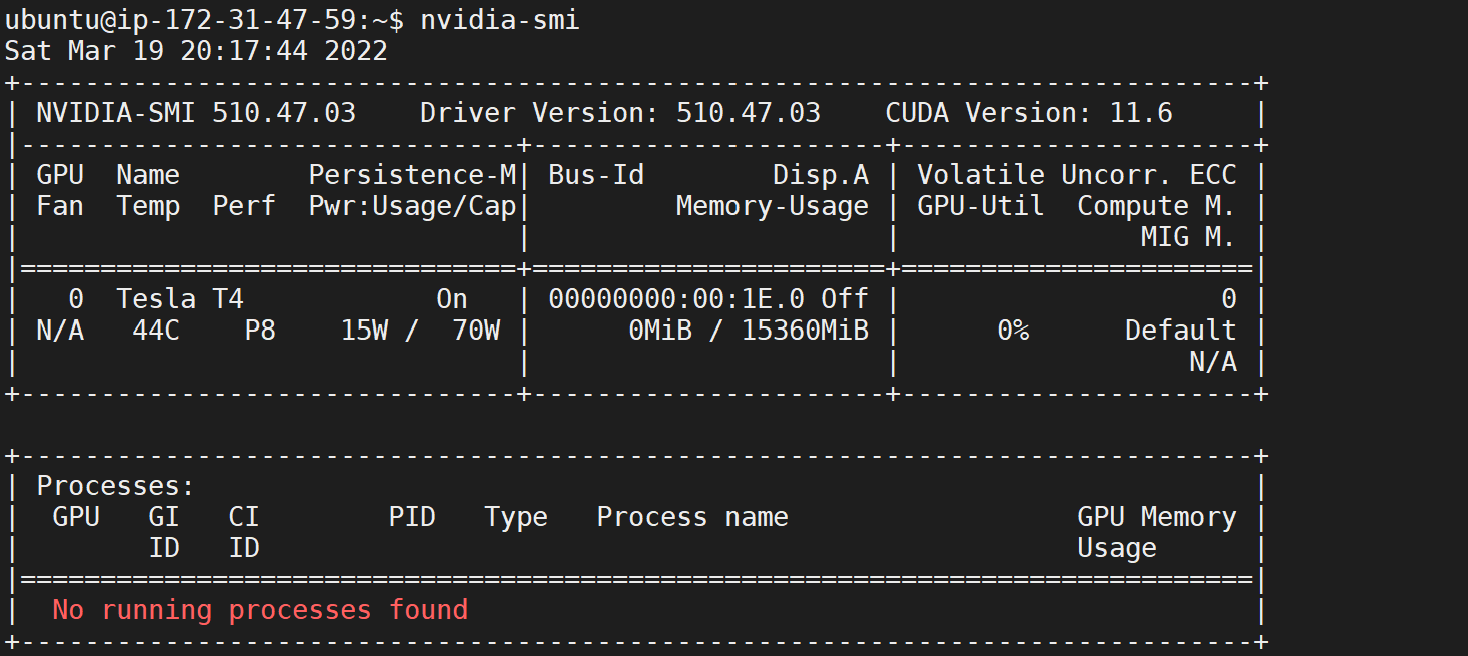 ubuntu@ip-172-31-47-59:~$ nvidia-smi
Sat Mar 19 20:17:44 2022
+-----------------------------------------------------------------------------+
| NVIDIA-SMI 510.47.03    Driver Version: 510.47.03    CUDA Version: 11.6     |
|-------------------------------+----------------------+----------------------+
| GPU  Name        Persistence-M| Bus-Id        Disp.A | Volatile Uncorr. ECC |
| Fan  Temp  Perf  Pwr:Usage/Cap|         Memory-Usage | GPU-Util  Compute M. |
|                               |                      |               MIG M. |
|===============================+======================+======================|
|   0  Tesla T4            On   | 00000000:00:1E.0 Off |                    0 |
| N/A   44C    P8    15W /  70W |      0MiB / 15360MiB |      0%      Default |
|                               |                      |                  N/A |
+-------------------------------+----------------------+----------------------+

+-----------------------------------------------------------------------------+
| Processes:                                                                  |
|  GPU   GI   CI        PID   Type   Process name                  GPU Memory |
|        ID   ID                                                   Usage      |
|=============================================================================|
|  No running processes found                                                 |
+-----------------------------------------------------------------------------+